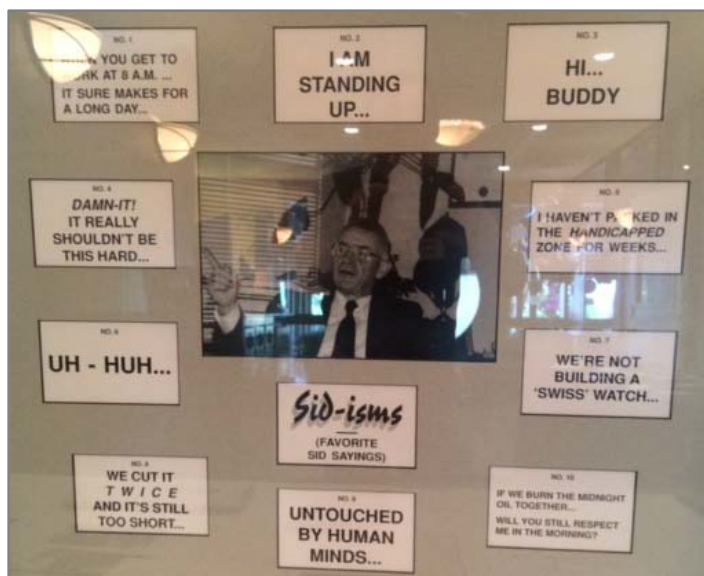 NO. 1
WHEN YOU GET TO
WORK AT 8 A.M. ...
IT SURE MAKES FOR
A LONG DAY...
NO. 2
I AM
STANDING
UP...
NO. 3
HI...
BUDDY
NO. 4
DAMN-IT!
IT REALLY
SHOULDN'T BE
THIS HARD...
NO. 5
I HAVEN'T PARKED IN
THE HANDICAPPED
ZONE FOR WEEKS...
NO. 6
UH - HUH...
NO. 7
WE'RE NOT
BUILDING A
'SWISS' WATCH...
Sid-isms
(FAVORITE
SID SAYINGS)
NO. 8
WE CUT IT
T W I C E
AND IT'S STILL
TOO SHORT...
NO. 9
UNTOUCHED
BY HUMAN
MINDS...
NO. 10
IF WE BURN THE MIDNIGHT
OIL TOGETHER...
WILL YOU STILL RESPECT
ME IN THE MORNING?